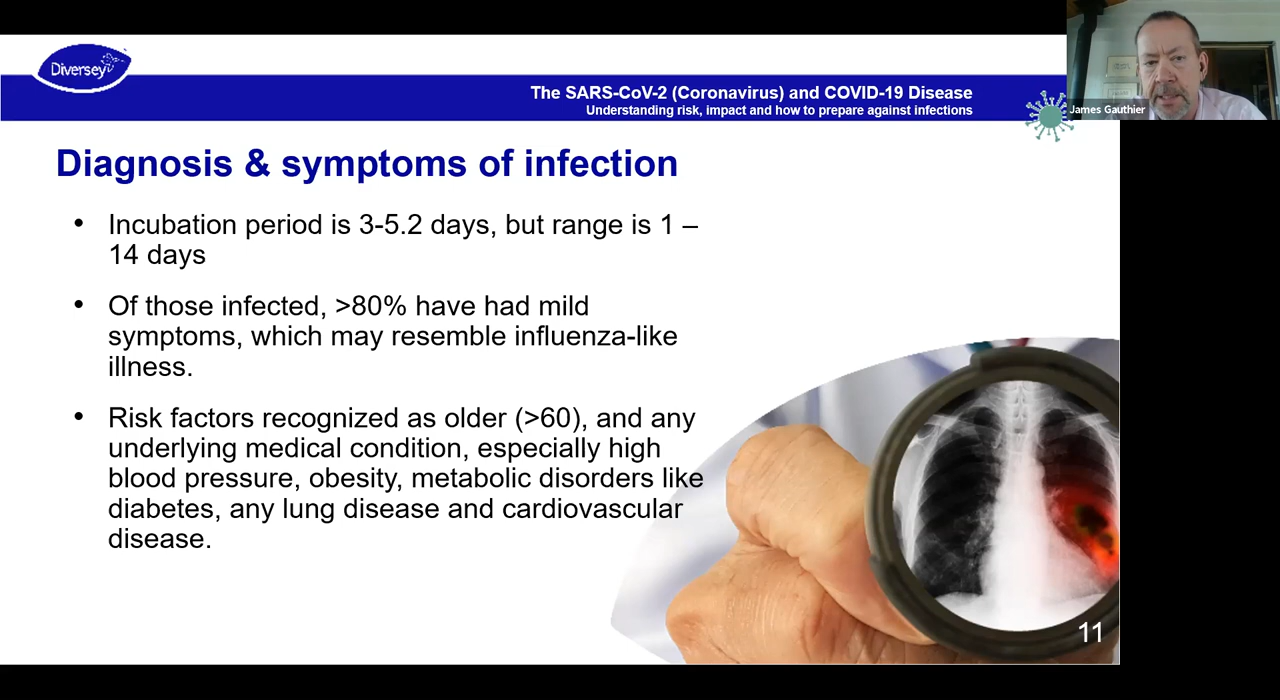 Diversey
The SARS-CoV-2 (Coronavirus) and COVID-19 Disease
Understanding risk, impact and how to prepare against infections
James Gauthier
Diagnosis & symptoms of infection
• Incubation period is 3-5.2 days, but range is 1 –
14 days
• Of those infected, >80% have had mild
symptoms, which may resemble influenza-like
illness.
• Risk factors recognized as older (>60), and any
underlying medical condition, especially high
blood pressure, obesity, metabolic disorders like
diabetes, any lung disease and cardiovascular
disease.
11